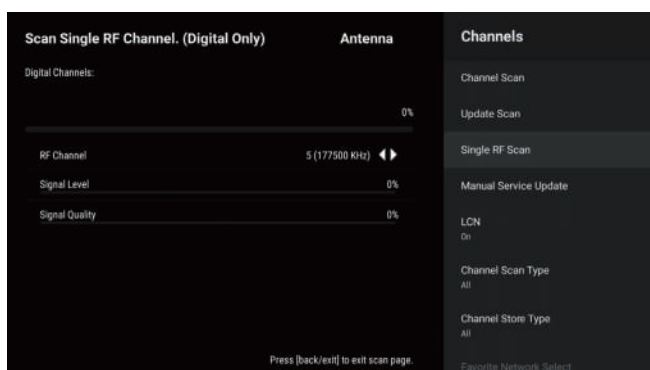 Scan Single RF Channel. (Digital Only)
Antenna
Digital Channels:
0%
RF Channel
5 (177500 KHz)
Signal Level
0%
Signal Quality
0%
Press [back/exit] to exit scan page.
Channels
Channel Scan
Update Scan
Single RF Scan
Manual Service Update
LCN
On
Channel Scan Type
All
Channel Store Type
All
Favorite Network Select